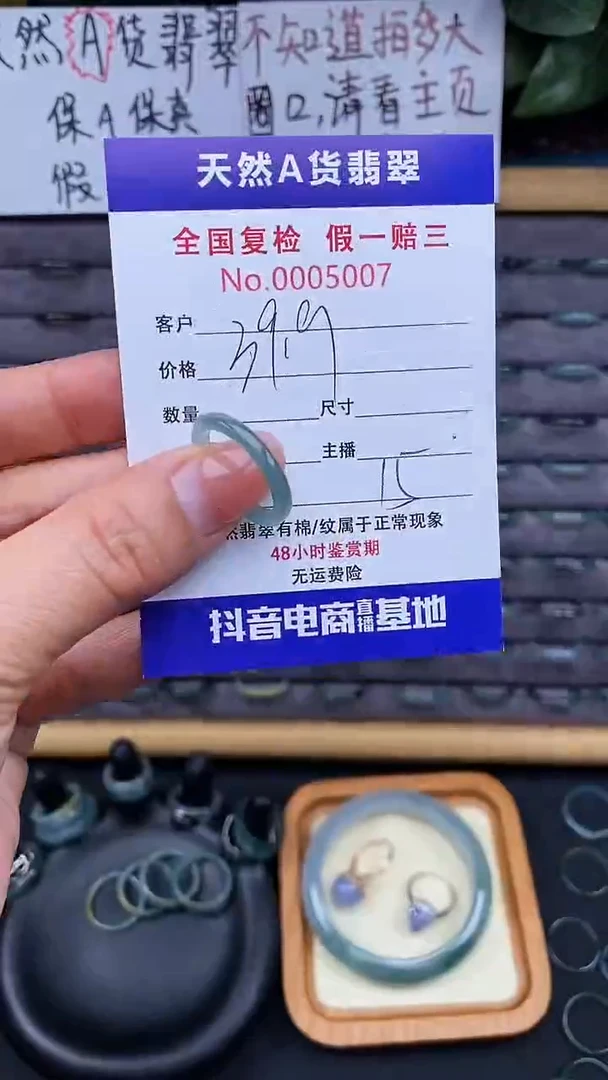 然A货翡翠
保A保真
假
不知道拍多大
圈口,请看主页
天然A货翡翠
全国复检 假一赔三
No.0005007
客户
价格 39.9
数量 尺寸
主播 15
然翡翠有棉/纹属于正常现象
48小时鉴赏期
无运费险
抖音电商直播基地